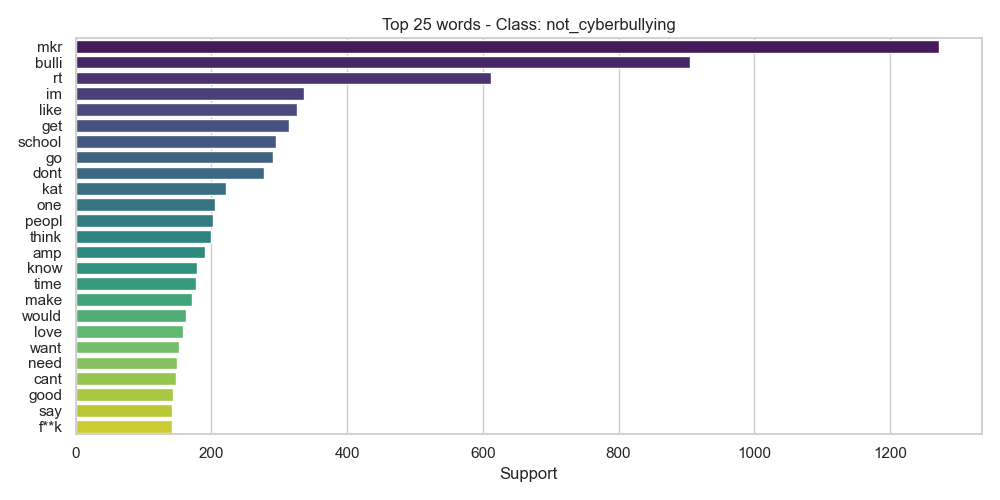 Top 25 words - Class: not_cyberbullying
mkr
bulli
rt
im
like
get
school
go
dont
kat
one
peopl
think
amp
know
time
make
would
love
want
need
cant
good
say
f**k
0 200 400 600 800 1000 1200
Support